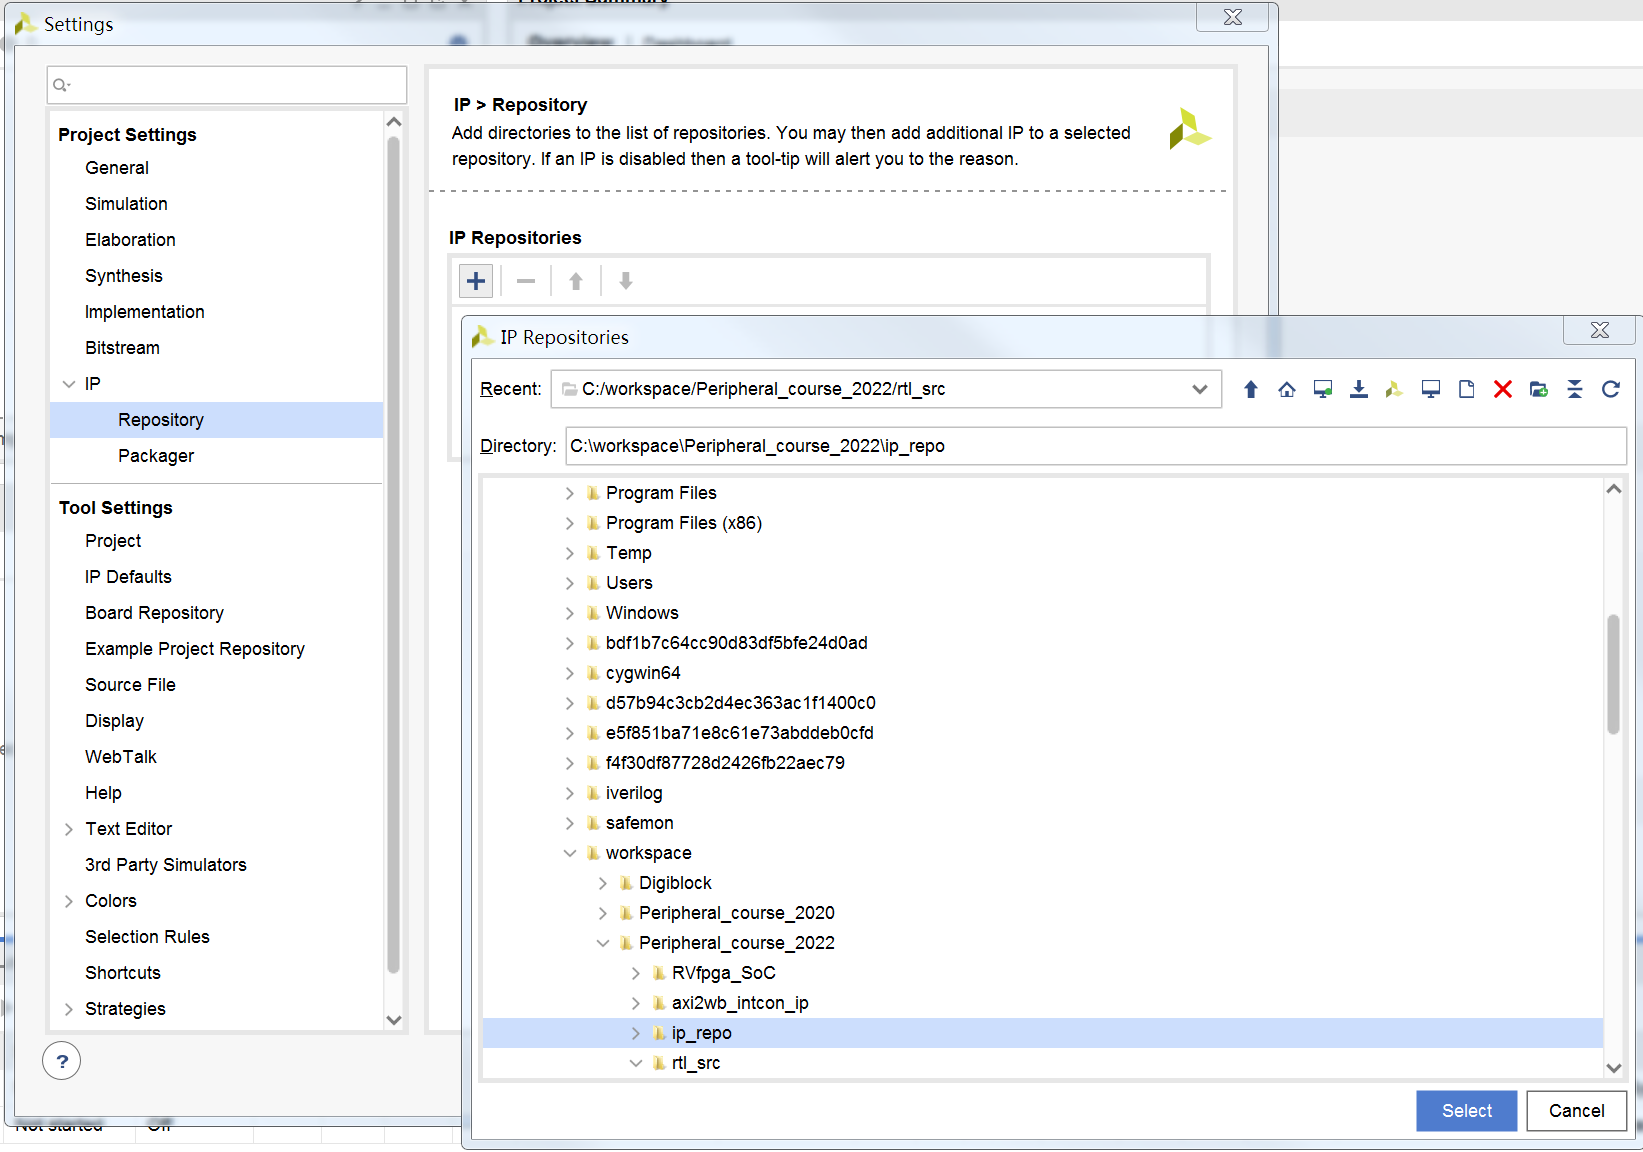 Settings
Project Settings
General
Simulation
Elaboration
Synthesis
Implementation
Bitstream
IP
Repository
Packager
Tool Settings
Project
IP Defaults
Board Repository
Example Project Repository
Source File
Display
WebTalk
Help
Text Editor
3rd Party Simulators
Colors
Selection Rules
Shortcuts
Strategies
?
IP > Repository
Add directories to the list of repositories. You may then add additional IP to a selected
repository. If an IP is disabled then a tool-tip will alert you to the reason.
IP Repositories
IP Repositories
Recent: C:/workspace/Peripheral_course_2022/rtl_src
Directory: C:\workspace\Peripheral_course_2022\ip_repo
Program Files
Program Files (x86)
Temp
Users
Windows
bdf1b7c64cc90d83df5bfe24d0ad
cygwin64
d57b94c3cb2d4ec363ac1f1400c0
e5f851ba71e8c61e73abddeb0cfd
f4f30df87728d2426fb22aec79
iverilog
safemon
workspace
Digiblock
Peripheral_course_2020
Peripheral_course_2022
RVfpga_SoC
axi2wb_intcon_ip
ip_repo
rtl_src
Select Cancel